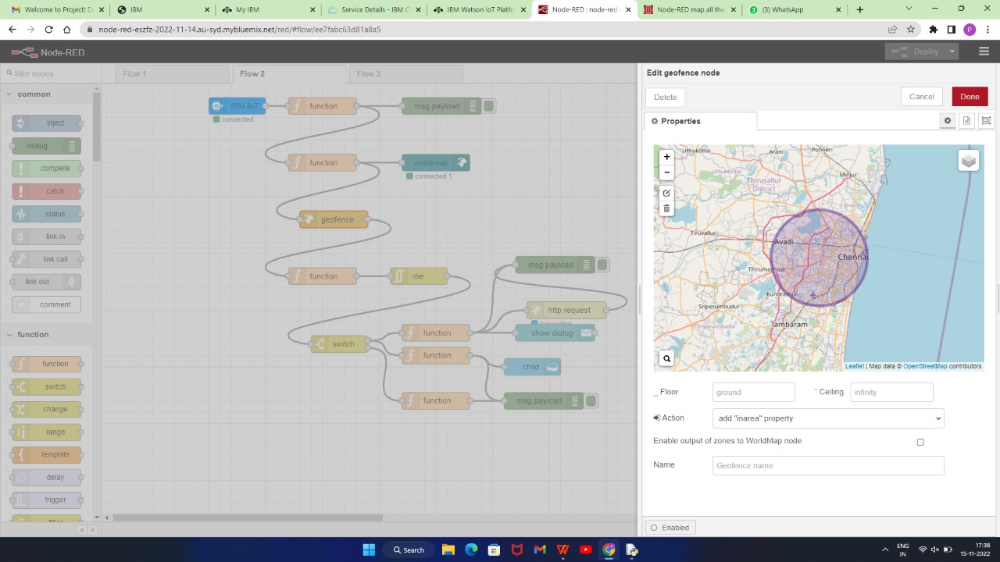 Welcome to Project! D
IBM
My IBM
Service Details - IBM C
IBM Watson IoT Platfo
Node-RED : node-red-
Node-RED map all the
(3) WhatsApp
node-red-eszfz-2022-11-14.au-syd.mybluemix.net/red/#flow/ee7fabc63d81a8a5
P
Node-RED
Deploy
filter nodes
Flow 1
Flow 2
Flow 3
common
inject
debug
complete
catch
status
link in
link call
link out
comment
function
function
switch
change
range
template
delay
trigger
filter
IBM IoT
connected
function
msg.payload
function
worldmap
connected 1
geofence
function
rbe
msg.payload
http request
requesting
function
show dialog
switch
function
child
function
msg.payload
Edit geofence node
Delete
Cancel
Done
Properties
Uthukottai
Arani
Ponneri
Uthukkottai
Thiruvallur
District
Minjur
Tiruvallur
Avadi
Chennai
Thirumazhisai
Kundrathur
Sriperumbudur
Sriperumbudur
Tambaram
Leaflet | Map data © OpenStreetMap contributors
Floor
ground
Ceiling
infinity
Action
add "inarea" property
Enable output of zones to WorldMap node
Name
Geofence name
Enabled
Search
ENG
IN
17:38
15-11-2022